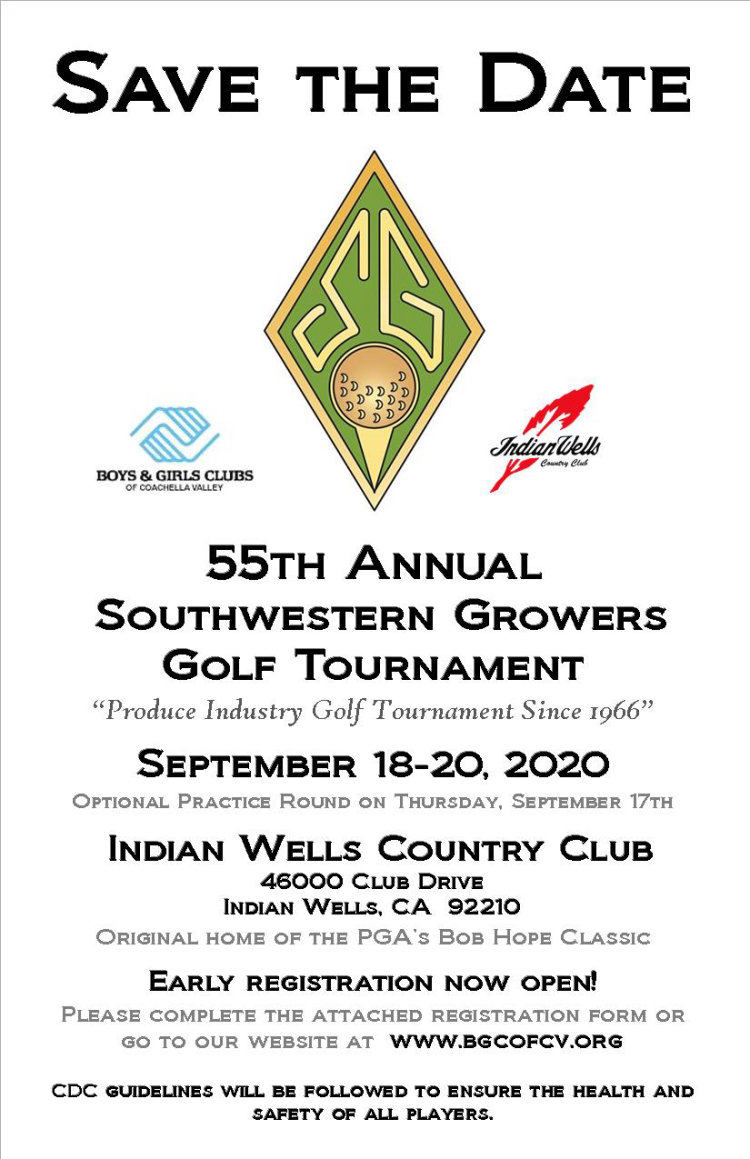 SAVE THE DATE
SG
BOYS & GIRLS CLUBS
OF COACHELLA VALLEY
Indian Wells
Country Club
55TH ANNUAL
SOUTHWESTERN GROWERS
GOLF TOURNAMENT
“Produce Industry Golf Tournament Since 1966”
SEPTEMBER 18-20, 2020
OPTIONAL PRACTICE ROUND ON THURSDAY, SEPTEMBER 17TH
INDIAN WELLS COUNTRY CLUB
46000 CLUB DRIVE
INDIAN WELLS, CA  92210
ORIGINAL HOME OF THE PGA'S BOB HOPE CLASSIC
EARLY REGISTRATION NOW OPEN!
PLEASE COMPLETE THE ATTACHED REGISTRATION FORM OR
GO TO OUR WEBSITE AT  WWW.BGCOFCV.ORG
CDC GUIDELINES WILL BE FOLLOWED TO ENSURE THE HEALTH AND
SAFETY OF ALL PLAYERS.